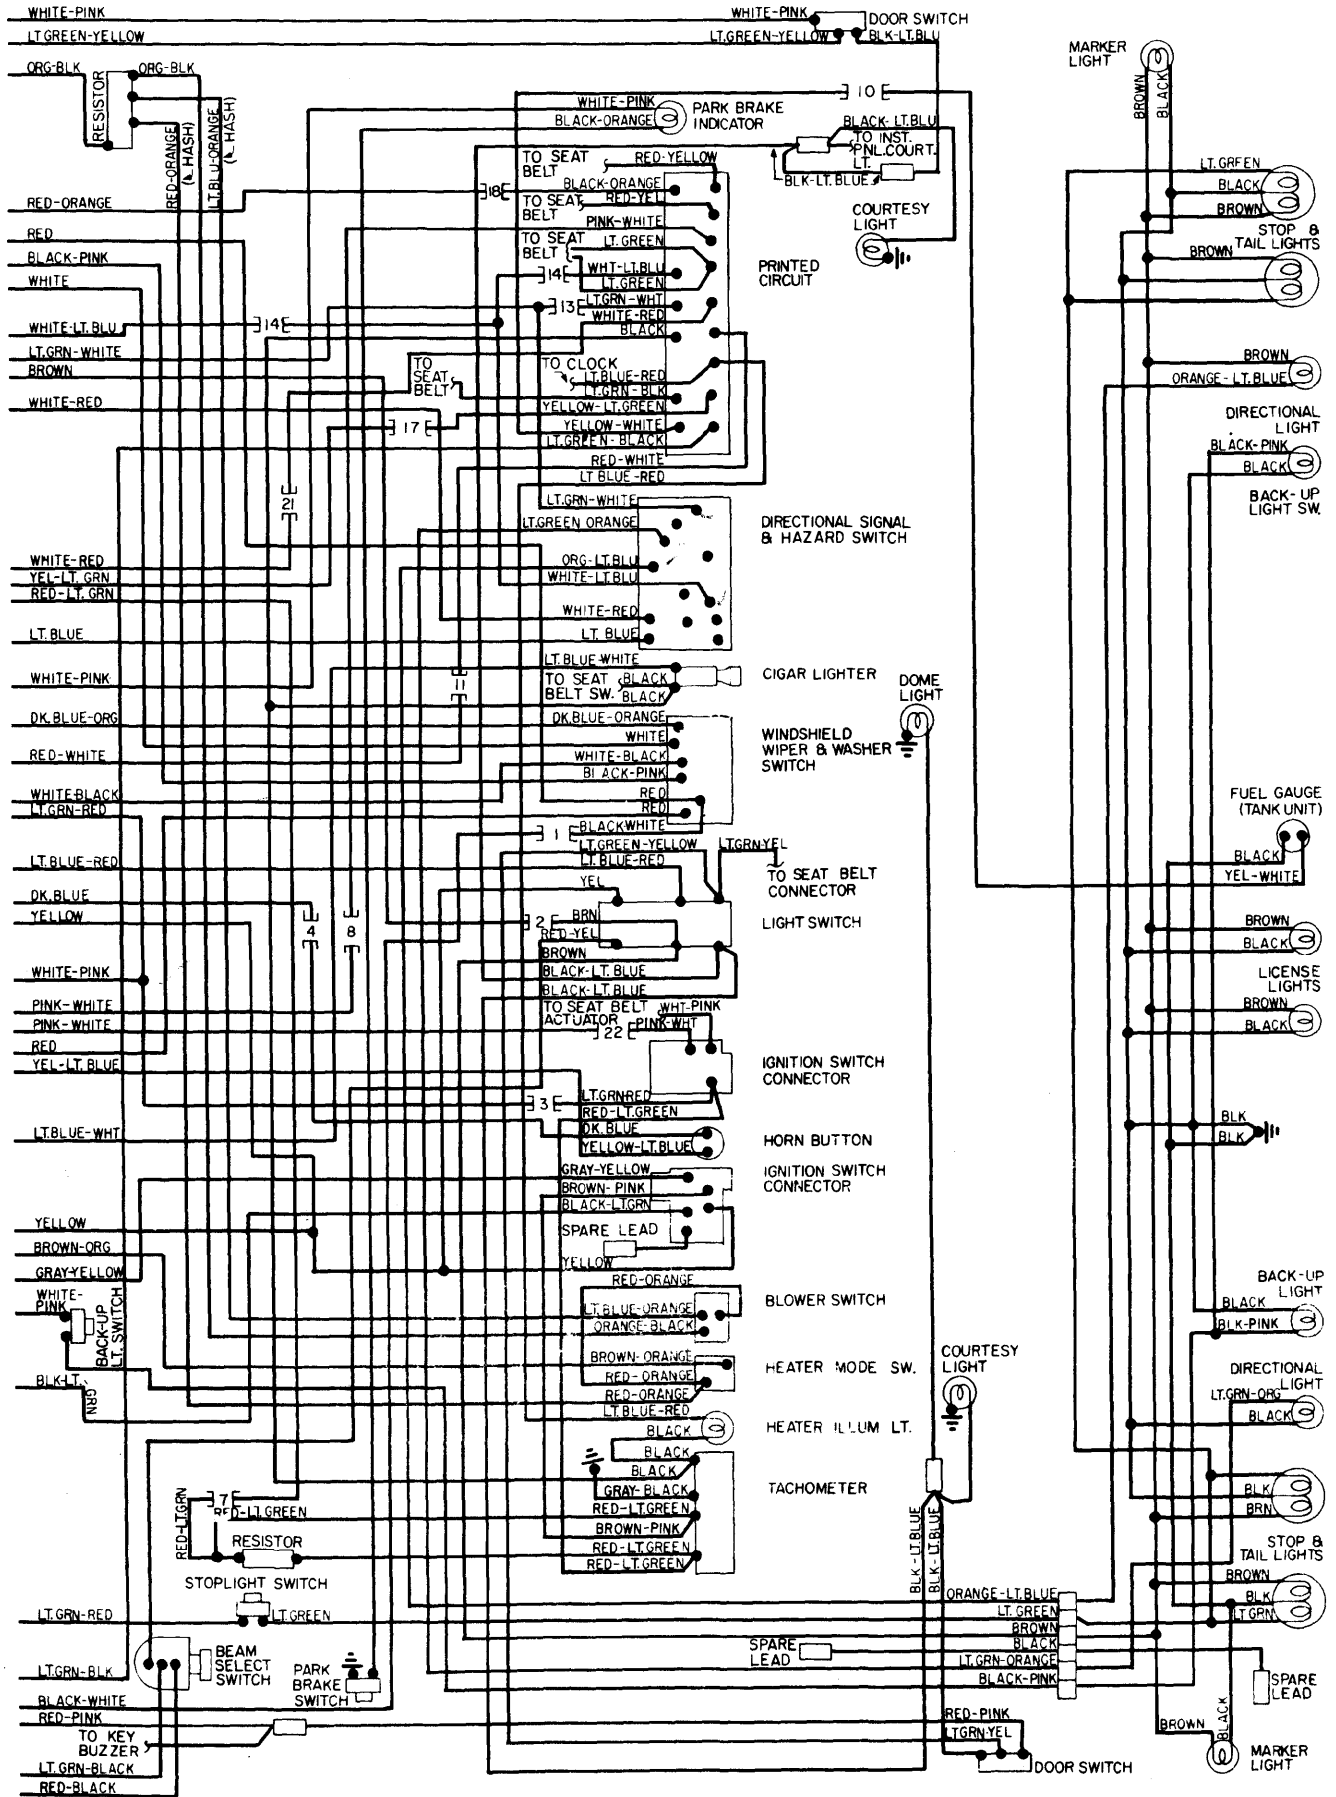 WHITE-PINK
WHITE-PINK
DOOR SWITCH
LT.GREEN-YELLOW
LT.GREEN-YELLOW
BLK-LT.BLU
MARKER
LIGHT
ORG-BLK
ORG-BLK
RESISTOR
RED-ORANGE
(HASH)
LT.BLU-ORANGE
(HASH)
BROWN
BLACK
10
WHITE-PINK
BLACK-ORANGE
PARK BRAKE
INDICATOR
BLACK-LT.BLU
TO INST.
PNL.COURT.
LT.
BLK-LT.BLUE
TO SEAT
BELT
RED-YELLOW
BLACK-ORANGE
18
RED-ORANGE
TO SEAT
BELT
RED-YEL
PINK-WHITE
COURTESY
LIGHT
LT.GREEN
BLACK
BROWN
STOP &
TAIL LIGHTS
BROWN
RED
TO SEAT
BELT
LT.GREEN
BLACK-PINK
14
WHT-LT.BLU
LT.GREEN
PRINTED
CIRCUIT
WHITE
13
LT.GRN-WHT
WHITE-RED
BLACK
WHITE-LT.BLU
14
LT.GRN-WHITE
BROWN
TO
SEAT
BELT
TO CLOCK
LT.BLUE-RED
LT.GRN-BLK
YELLOW-LT.GREEN
BROWN
ORANGE-LT.BLUE
DIRECTIONAL
LIGHT
WHITE-RED
17
YELLOW-WHITE
LT.GREEN-BLACK
RED-WHITE
LT BLUE-RED
BLACK-PINK
BLACK
BACK-UP
LIGHT SW.
21
LT.GRN-WHITE
LT.GREEN ORANGE
DIRECTIONAL SIGNAL
& HAZARD SWITCH
WHITE-RED
YEL-LT. GRN
RED-LT. GRN
ORG-LT.BLU
WHITE-LT.BLU
WHITE-RED
LT.BLUE
LT. BLUE
WHITE-PINK
11
LT.BLUE-WHITE
TO SEAT
BELT SW.
BLACK
BLACK
CIGAR LIGHTER
DOME
LIGHT
DK.BLUE-ORG
DK.BLUE-ORANGE
WHITE
WHITE-BLACK
BLACK-PINK
RED
RED
WINDSHIELD
WIPER & WASHER
SWITCH
RED-WHITE
WHITE-BLACK
LT.GRN-RED
1
BLACK-WHITE
LT.GREEN-YELLOW
LT.BLUE-RED
LT.GRN-YEL
FUEL GAUGE
(TANK UNIT)
BLACK
YEL-WHITE
LT.BLUE-RED
YEL
TO SEAT BELT
CONNECTOR
DK.BLUE
YELLOW
4
8
2
BRN
RED-YEL
BROWN
LIGHT SWITCH
BROWN
BLACK
BLACK-LT.BLUE
BLACK-LT.BLUE
WHITE-PINK
LICENSE
LIGHTS
PINK-WHITE
PINK-WHITE
TO SEAT BELT
ACTUATOR
WHT-PINK
22
PINK-WHT
BROWN
BLACK
RED
YEL-LT.BLUE
IGNITION SWITCH
CONNECTOR
3
LT.GRN-RED
RED-LT.GREEN
LT.BLUE-WHT
DK.BLUE
YELLOW-LT.BLUE
HORN BUTTON
BLK
BLK
GRAY-YELLOW
BROWN-PINK
BLACK-LT.GRN
IGNITION SWITCH
CONNECTOR
YELLOW
SPARE LEAD
BROWN-ORG
YELLOW
GRAY-YELLOW
RED-ORANGE
WHITE-
PINK
BACK-UP
LT. SWITCH
LT.BLUE-ORANGE
ORANGE-BLACK
BLOWER SWITCH
BACK-UP
LIGHT
BLACK
BLK-PINK
BROWN-ORANGE
RED-ORANGE
RED-ORANGE
HEATER MODE SW.
COURTESY
LIGHT
DIRECTIONAL
LIGHT
LT.GRN-ORG
BLACK
BLK-LT.
GRN
LT.BLUE-RED
BLACK
HEATER ILLUM LT.
BLACK
BLACK
GRAY-BLACK
TACHOMETER
BLK
BRN
RED-LT.GRN
7
RED-LT.GREEN
RED-LT.GREEN
BROWN-PINK
RESISTOR
RED-LT.GREEN
RED-LT.GREEN
BLK-LT.BLUE
BLK-LT.BLUE
STOP &
TAIL LIGHTS
STOPLIGHT SWITCH
BROWN
BLK
LT GRN
LT.GRN-RED
LT.GREEN
ORANGE-LT.BLUE
LT. GREEN
BROWN
BLACK
LT.GRN-ORANGE
BLACK-PINK
SPARE
LEAD
BEAM
SELECT
SWITCH
PARK
BRAKE
SWITCH
SPARE
LEAD
LT.GRN-BLK
BLACK-WHITE
RED-PINK
TO KEY
BUZZER
RED-PINK
LT.GRN-YEL
DOOR SWITCH
BROWN
BLACK
MARKER
LIGHT
LT.GRN-BLACK
RED-BLACK